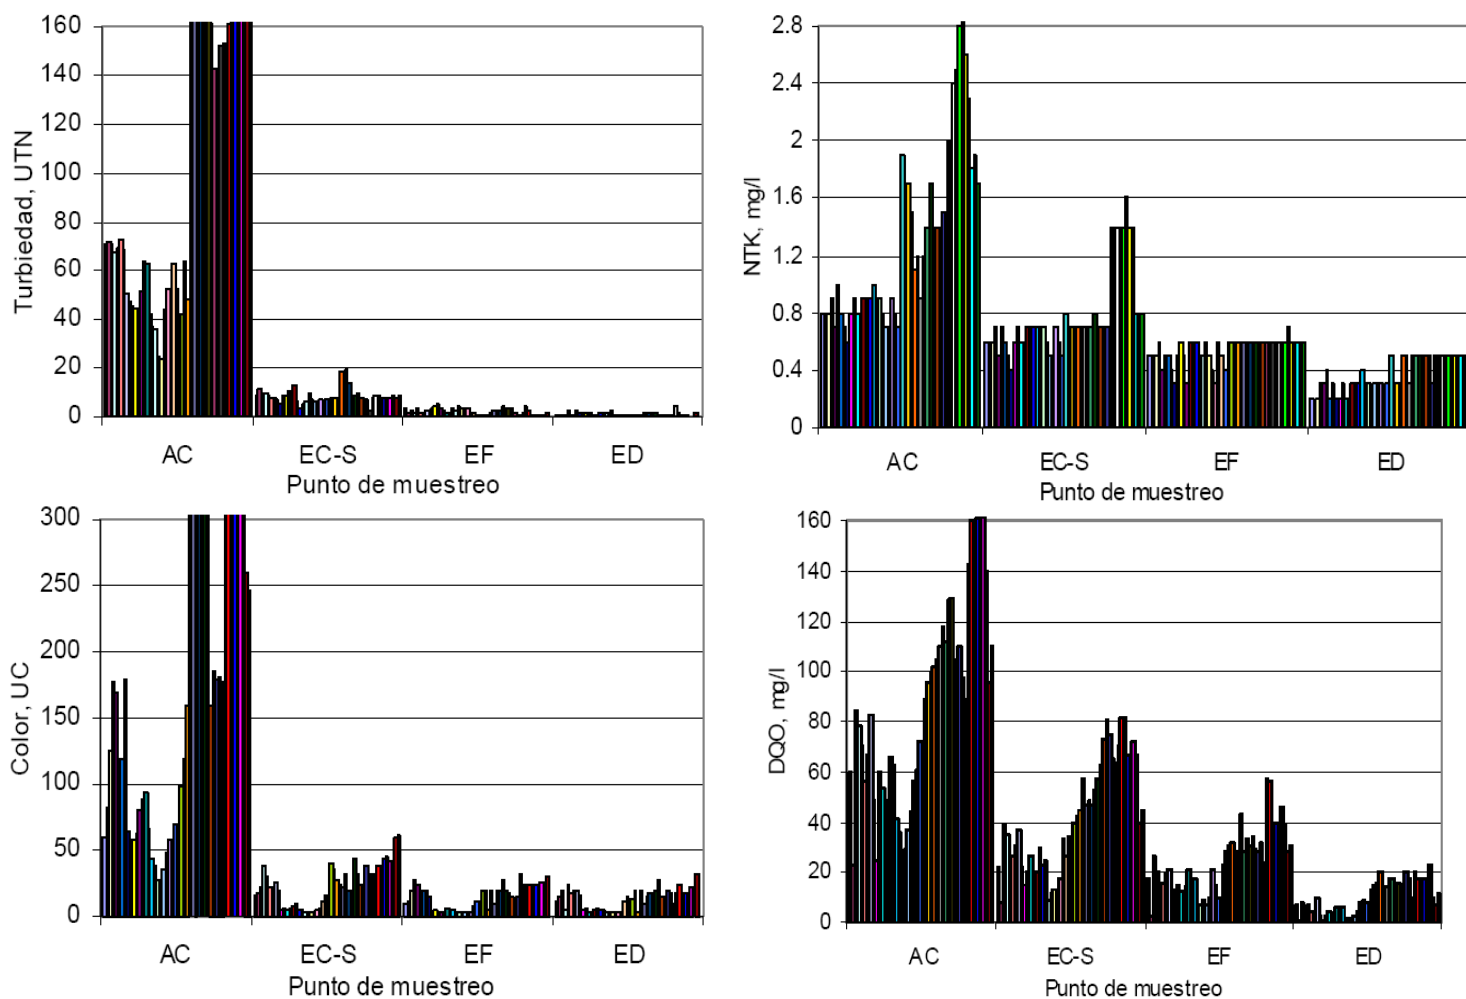 160
140
120
100
80
60
40
20
0
Turbiedad, UTN
AC EC-S EF ED
Punto de muestreo
2.8
2.4
2
1.6
1.2
0.8
0.4
0
NTK, mg/l
AC EC-S EF ED
Punto de muestreo
300
250
200
150
100
50
0
Color, UC
AC EC-S EF ED
Punto de muestreo
160
140
120
100
80
60
40
20
0
DQO, mg/l
AC EC-S EF ED
Punto de muestreo